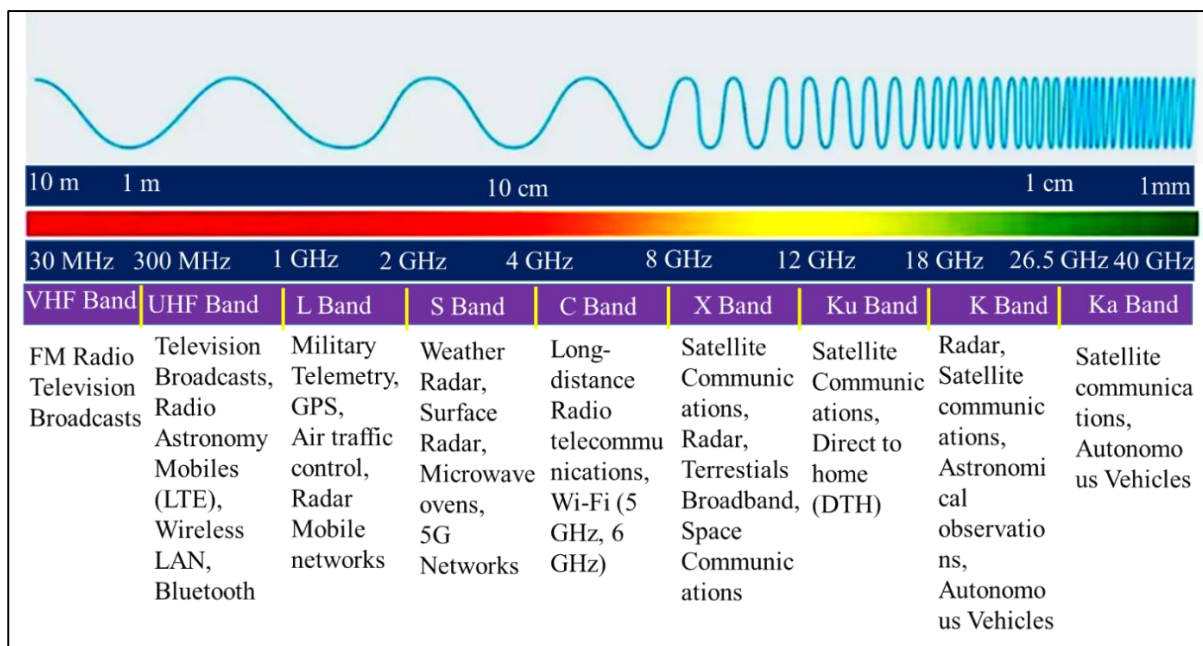 10 m 1 m 10 cm 1 cm 1mm
30 MHz 300 MHz 1 GHz 2 GHz 4 GHz 8 GHz 12 GHz 18 GHz 26.5 GHz 40 GHz
VHF Band UHF Band L Band S Band C Band X Band Ku Band K Band Ka Band
FM Radio
Television
Broadcasts
Television
Broadcasts,
Radio
Astronomy
Mobiles
(LTE),
Wireless
LAN,
Bluetooth
Military
Telemetry,
GPS,
Air traffic
control,
Radar
Mobile
networks
Weather
Radar,
Surface
Radar,
Microwave
ovens,
5G
Networks
Long-
distance
Radio
telecommu
nications,
Wi-Fi (5
GHz, 6
GHz)
Satellite
Communic
ations,
Radar,
Terrestials
Broadband,
Space
Communic
ations
Satellite
Communic
ations,
Direct to
home
(DTH)
Radar,
Satellite
communic
ations,
Astronomi
cal
observatio
ns,
Autonomo
us Vehicles
Satellite
communica
tions,
Autonomo
us Vehicles